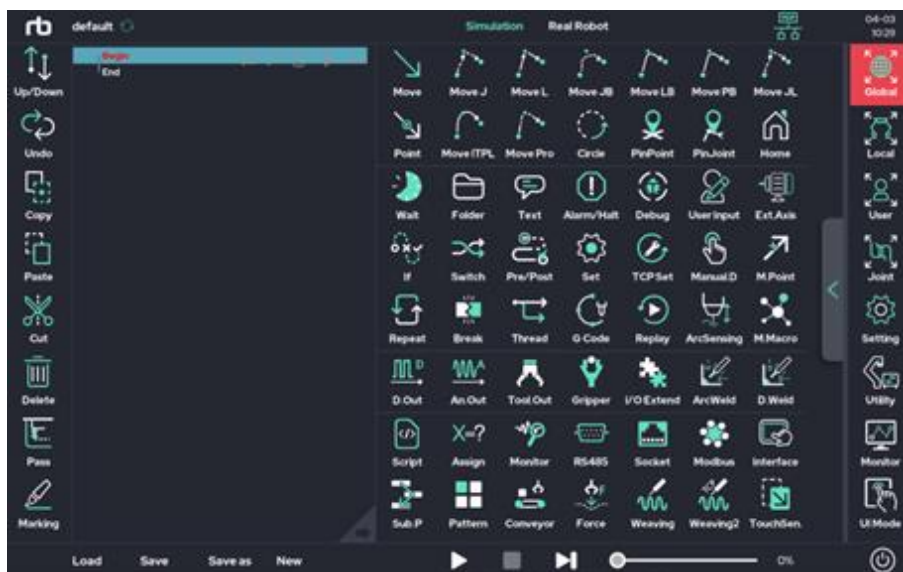 rb default Simulation Real Robot 04-03
10:29
Begin
End
Up/Down Move Move J Move L Move JB Move LB Move PB Move JL Global
Undo Point Move ITPL Move Pro Circle PinPoint PinJoint Home Local
Copy Wait Folder Text Alarm/Halt Debug User Input Ext.Axis User
Paste If Switch Pre/Post Set TCP Set Manual.D M.Point Joint
Cut Repeat Break Thread G Code Replay ArcSensing M.Macro Setting
Delete D.Out An.Out Tool.Out Gripper I/O Extend ArcWeld D.Weld Utility
Pass Script Assign Monitor RS485 Socket Modbus Interface Monitor
Marking Sub.P Pattern Conveyor Force Weaving Weaving2 TouchSen. UI Mode
Load Save Save as New 0%